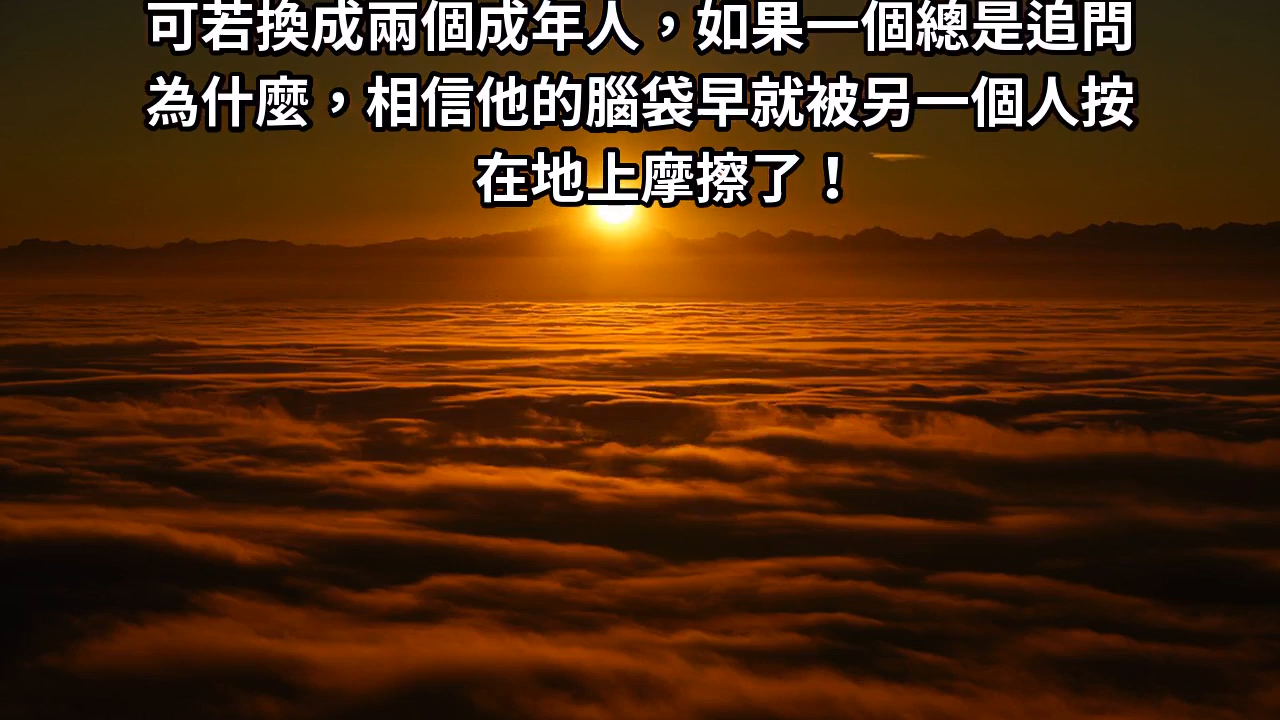 可若換成兩個成年人，如果一個總是追問
為什麼，相信他的腦袋早就被另一個人按
在地上摩擦了！